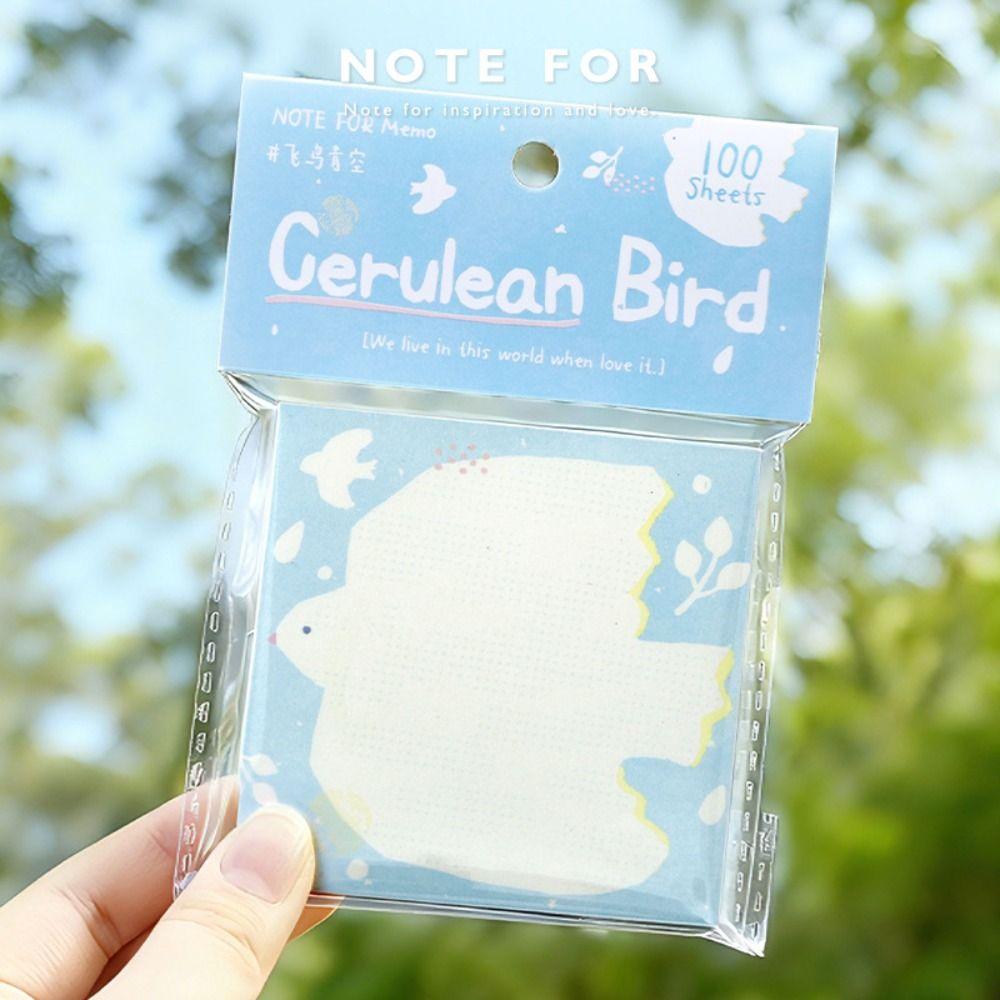 NOTE FOR
Note for inspiration and love.
NOTE FOR Memo
#飞鸟青空
100
Sheets
Cerulean Bird
[We live in this world when love it.]